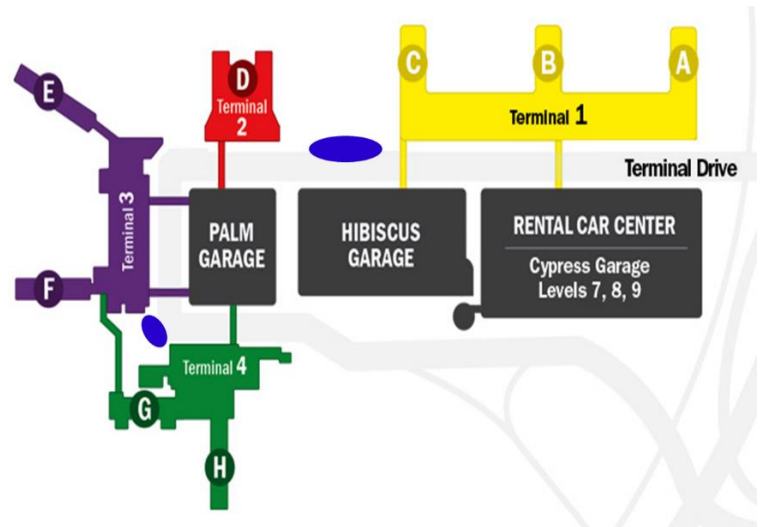 C
B
A
D
Terminal
2
E
Terminal 1
Terminal Drive
Terminal 3
PALM
GARAGE
HIBISCUS
GARAGE
RENTAL CAR CENTER
Cypress Garage
Levels 7, 8, 9
F
Terminal 4
G
H